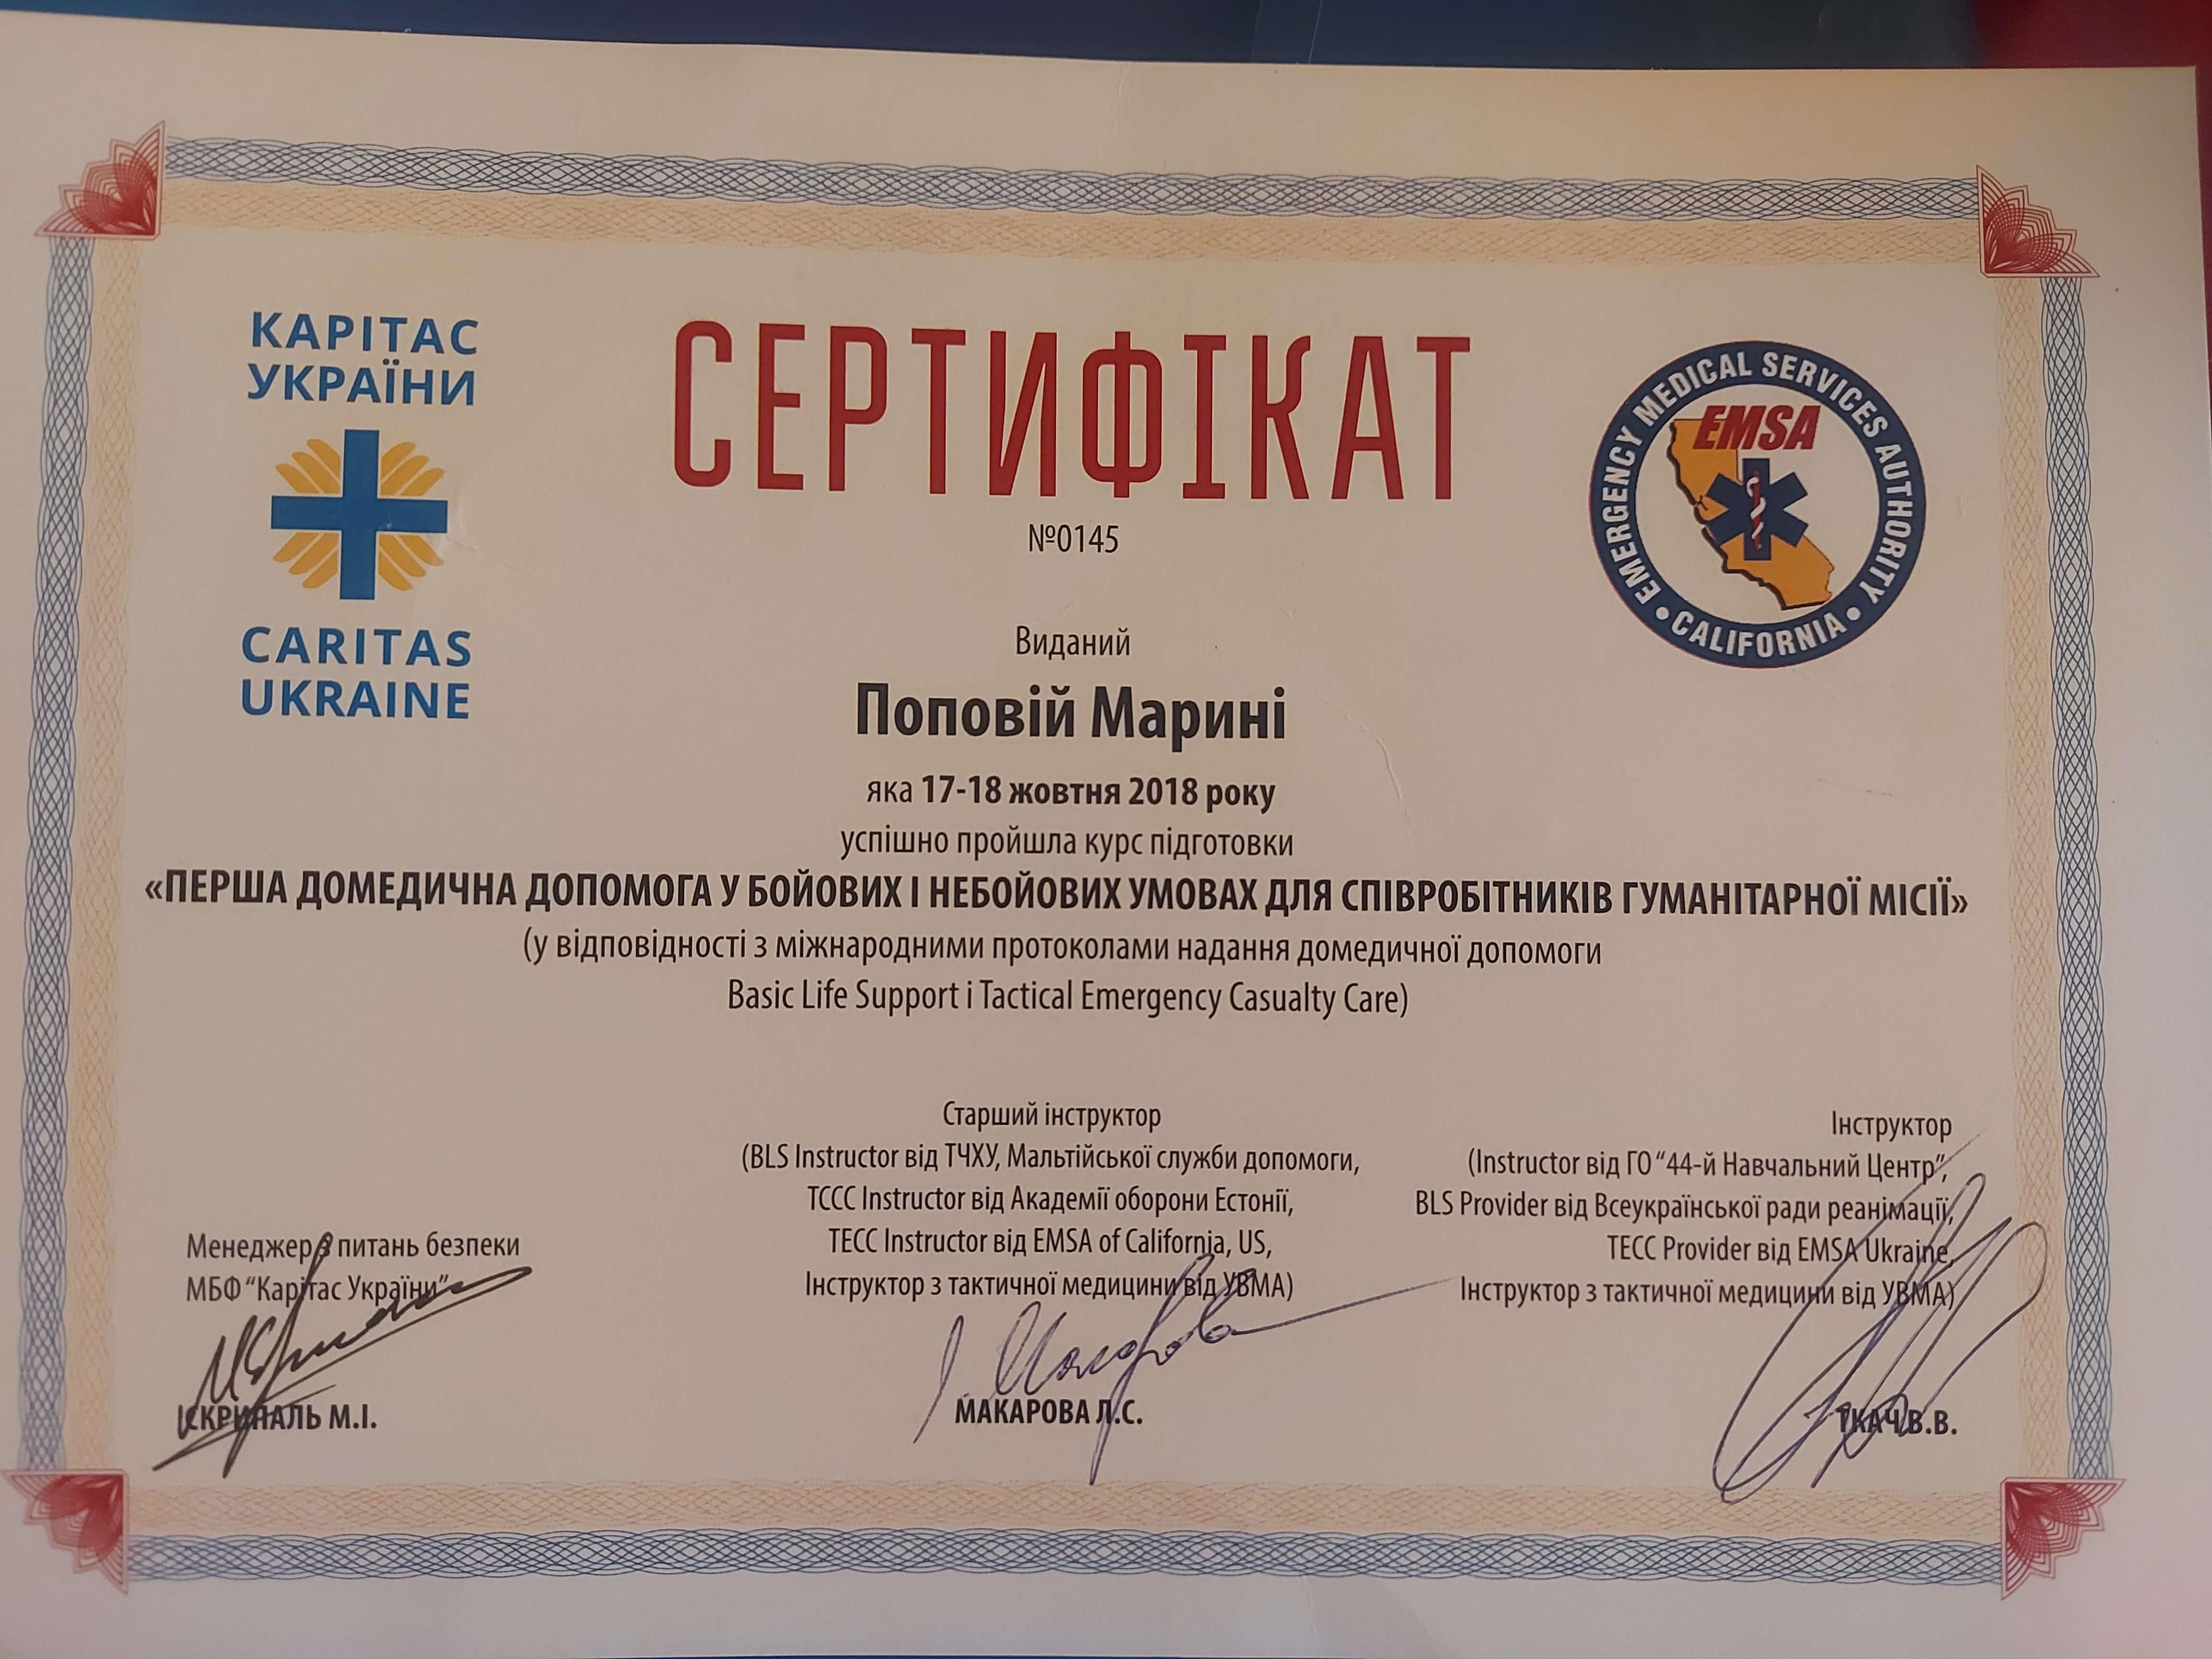 КАРІТАС
УКРАЇНИ
CARITAS
UKRAINE
СЕРТИФІКАТ
№0145
EMERGENCY MEDICAL SERVICES AUTHORITY
EMSA
• CALIFORNIA •
Виданий
Поповій Марині
яка 17-18 жовтня 2018 року
успішно пройшла курс підготовки
«ПЕРША ДОМЕДИЧНА ДОПОМОГА У БОЙОВИХ І НЕБОЙОВИХ УМОВАХ ДЛЯ СПІВРОБІТНИКІВ ГУМАНІТАРНОЇ МІСІЇ»
(у відповідності з міжнародними протоколами надання домедичної допомоги
Basic Life Support і Tactical Emergency Casualty Care)
Менеджер з питань безпеки
МБФ “Карітас України”
ІСКРИПАЛЬ М.І.
Старший інструктор
(BLS Instructor від ТЧХУ, Мальтійської служби допомоги,
TCCC Instructor від Академії оборони Естонії,
TECC Instructor від EMSA of California, US,
Інструктор з тактичної медицини від УВМА)
МАКАРОВА Л.С.
Інструктор
(Instructor від ГО “44-й Навчальний Центр”,
BLS Provider від Всеукраїнської ради реанімації,
TECC Provider від EMSA Ukraine,
Інструктор з тактичної медицини від УВМА)
ТКАЧ В.В.